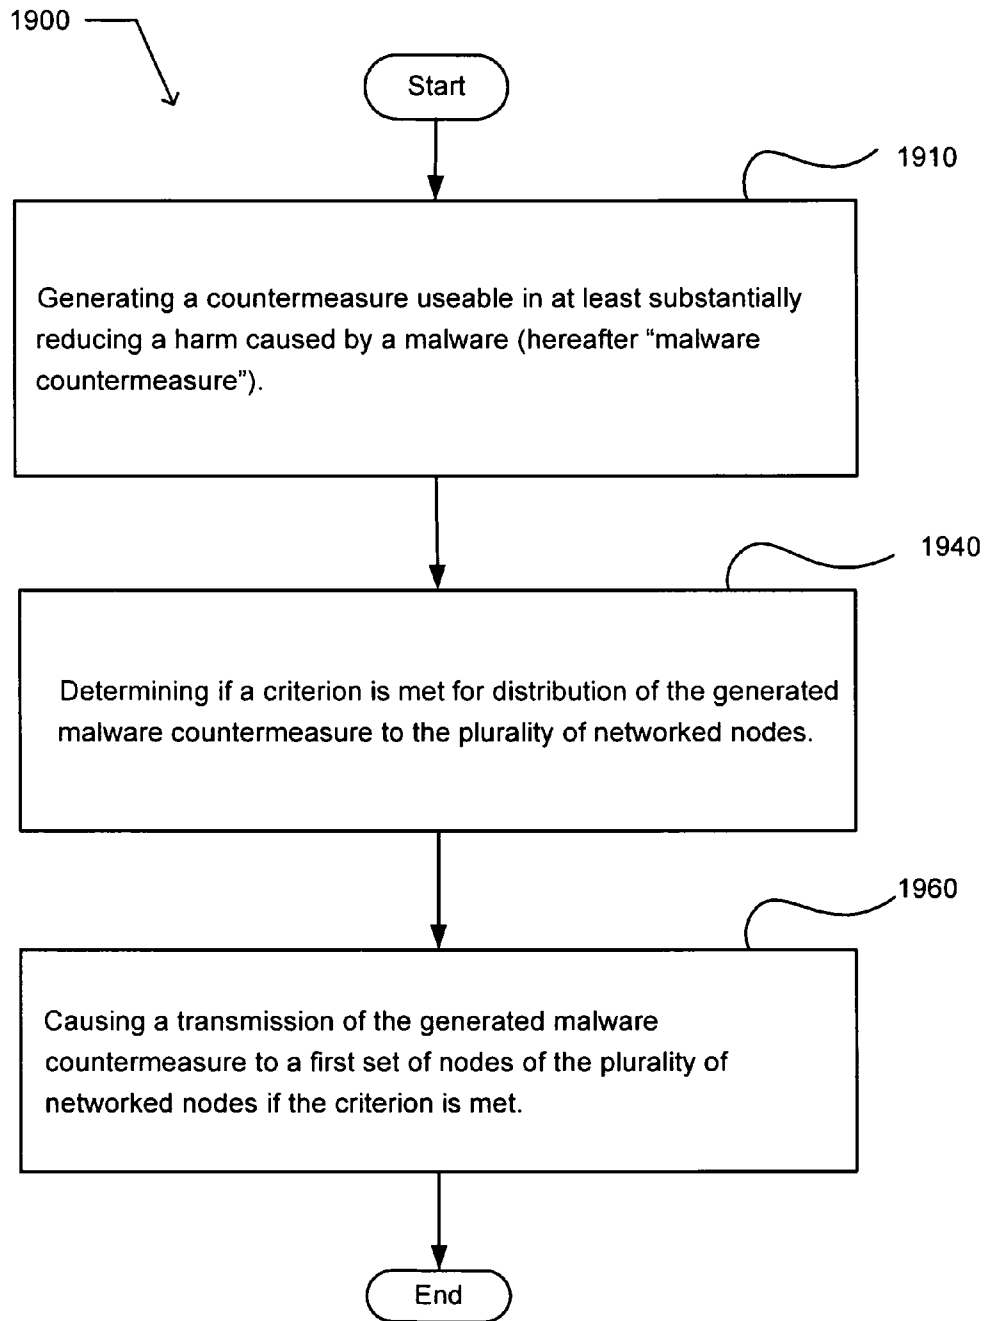 1900
Start
1910
Generating a countermeasure useable in at least substantially
reducing a harm caused by a malware (hereafter “malware
countermeasure”).
1940
Determining if a criterion is met for distribution of the generated
malware countermeasure to the plurality of networked nodes.
1960
Causing a transmission of the generated malware
countermeasure to a first set of nodes of the plurality of
networked nodes if the criterion is met.
End